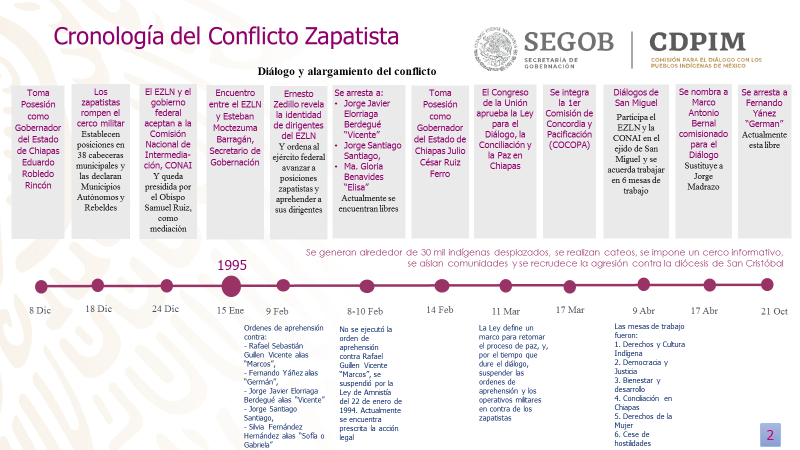 Cronología del Conflicto Zapatista
SEGOB
SECRETARÍA DE
GOBERNACIÓN
CDPIM
COMISIÓN PARA EL DIÁLOGO CON LOS
PUEBLOS INDÍGENAS DE MÉXICO
Diálogo y alargamiento del conflicto
Toma
Posesión
como
Gobernador
del Estado
de Chiapas
Eduardo
Robledo
Rincón
Los
zapatistas
rompen el
cerco militar
Establecen
posiciones en
38 cabeceras
municipales y
las declaran
Municipios
Autónomos y
Rebeldes
El EZLN y el
gobierno
federal
aceptan a la
Comisión
Nacional de
Intermedia-
ción, CONAI
Y queda
presidida por
el Obispo
Samuel Ruiz,
como
mediación
Encuentro
entre el EZLN
y Esteban
Moctezuma
Barragán,
Secretario de
Gobernación
Ernesto
Zedillo revela
la identidad
de dirigentes
del EZLN
Y ordena al
ejército federal
avanzar a
posiciones
zapatistas y
aprehender a
sus dirigentes
Se arresta a:
• Jorge Javier
Elorriaga
Berdegué
"Vicente"
• Jorge Santiago
Santiago,
• Ma. Gloria
Benavides
"Elisa"
Actualmente se
encuentran libres
Toma
Posesión
como
Gobernador
del Estado de
Chiapas Julio
César Ruiz
Ferro
El Congreso
de la Unión
aprueba la Ley
para el
Diálogo, la
Conciliación y
la Paz en
Chiapas
Se integra
la 1er
Comisión de
Concordia y
Pacificación
(COCOPA)
Diálogos de
San Miguel
Participa el
EZLN y la
CONAI en el
ejido de San
Miguel y se
acuerda trabajar
en 6 mesas de
trabajo
Se nombra a
Marco
Antonio
Bernal
comisionado
para el
Diálogo
Sustituye a
Jorge
Madrazo
Se arresta a
Fernando
Yánez
"German"
Actualmente
esta libre
Se generan alrededor de 30 mil indígenas desplazados, se realizan cateos, se impone un cerco informativo,
se aíslan comunidades y se recrudece la agresión contra la diócesis de San Cristóbal
1995
8 Dic
18 Dic
24 Dic
15 Ene
9 Feb
8-10 Feb
14 Feb
11 Mar
17 Mar
9 Abr
17 Abr
21 Oct
Ordenes de aprehensión
contra:
- Rafael Sebastián
Guillen Vicente alias
"Marcos",
- Fernando Yáñez alias
"Germán",
- Jorge Javier Elorriaga
Berdegué alias "Vicente"
- Jorge Santiago
Santiago,
- Silvia Fernández
Hernández alias "Sofía o
Gabriela"
No se ejecutó la
orden de
aprehensión
contra Rafael
Guillen Vicente
"Marcos", se
suspendió por la
Ley de Amnistía
del 22 de enero de
1994. Actualmente
se encuentra
prescrita la acción
legal
La Ley define un
marco para retomar
el proceso de paz, y,
por el tiempo que
dure el diálogo,
suspender las
ordenes de
aprehensión y los
operativos militares
en contra de los
zapatistas
Las mesas de trabajo
fueron:
1. Derechos y Cultura
Indígena
2. Democracia y
Justicia
3. Bienestar y
desarrollo
4. Conciliación en
Chiapas
5. Derechos de la
Mujer
6. Cese de
hostilidades
2